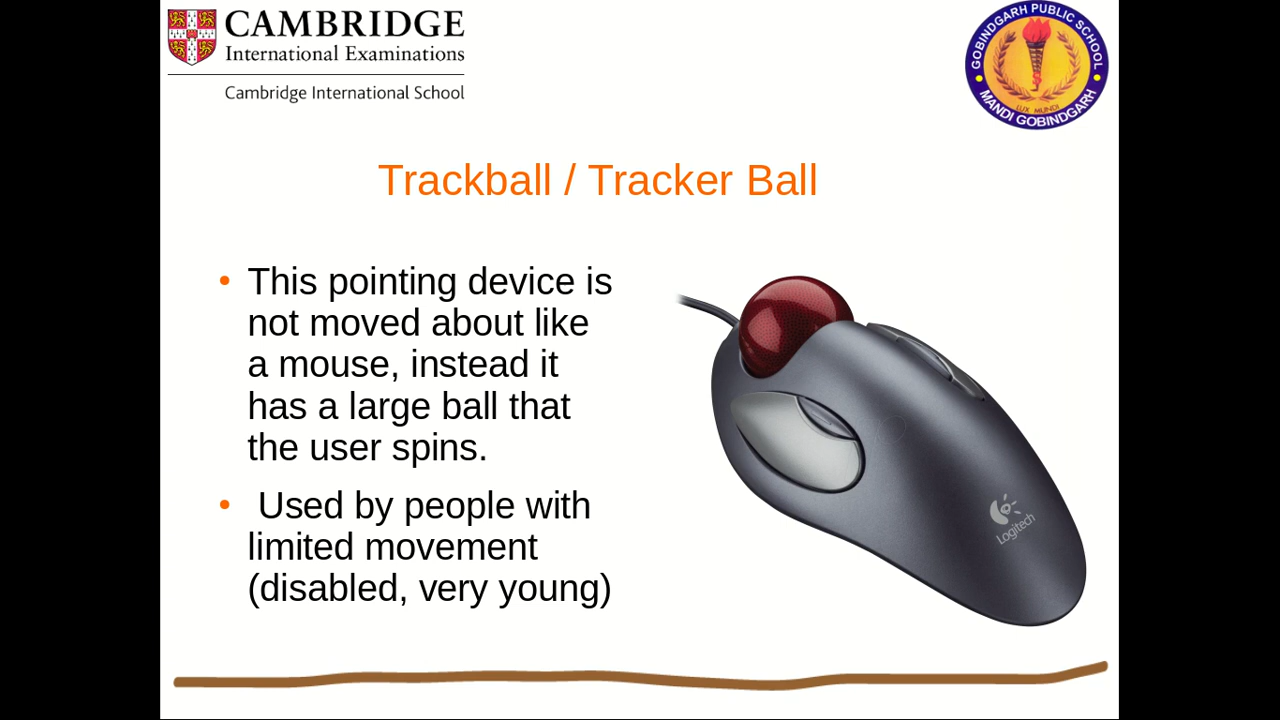 CAMBRIDGE
International Examinations
Cambridge International School
GOBINDGARH PUBLIC SCHOOL
LUX MUNDI
MANDI GOBINDGARH
Trackball / Tracker Ball
• This pointing device is
not moved about like
a mouse, instead it
has a large ball that
the user spins.
• Used by people with
limited movement
(disabled, very young)
Logitech